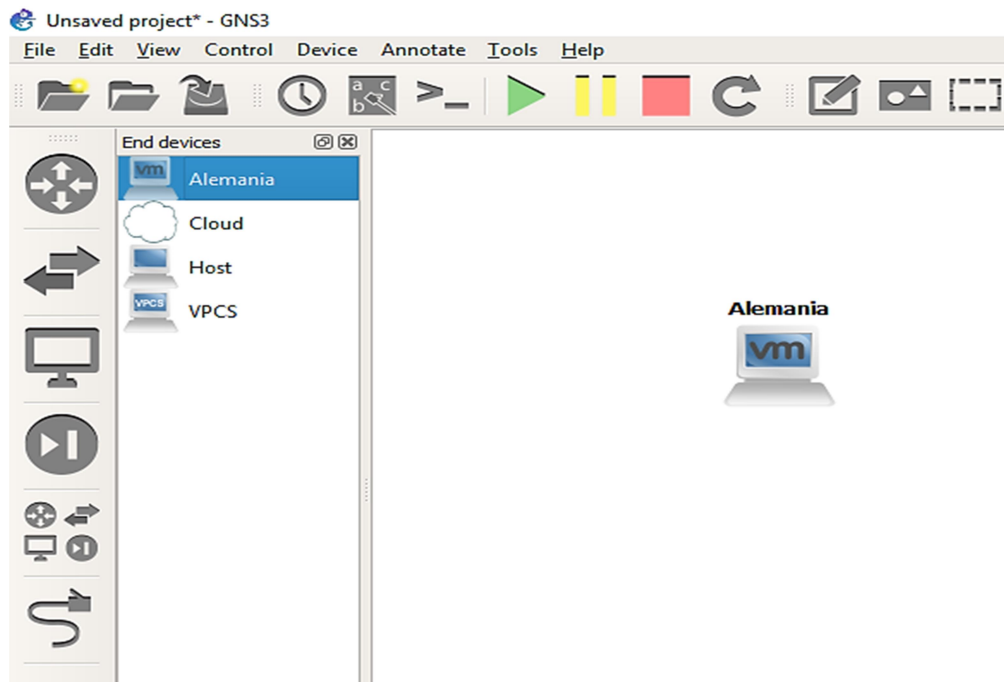 Unsaved project* - GNS3
File Edit View Control Device Annotate Tools Help
a c
b
End devices
vm Alemania
Cloud
Host
VPCS VPCS
Alemania
vm